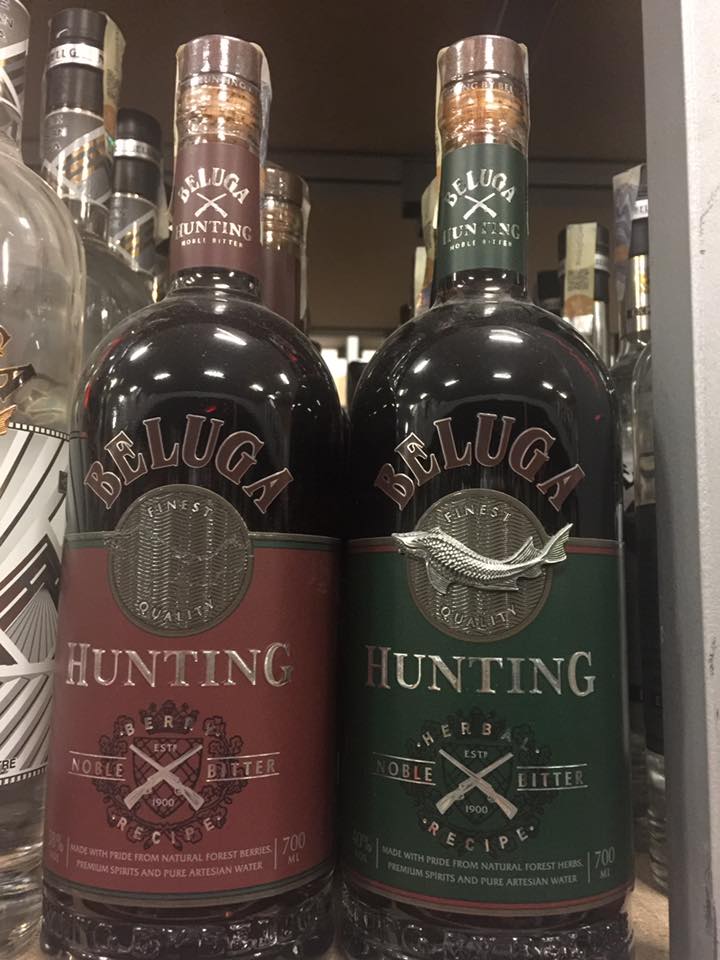 BELUGA
HUNTING
NOBLE BITTER
BELUGA
FINEST
QUALITY
HUNTING
BERRY
ESTD
NOBLE BITTER
1900
RECIPE
MADE WITH PRIDE FROM NATURAL FOREST BERRIES,
PREMIUM SPIRITS AND PURE ARTESIAN WATER
700
ML
BELUGA
HUNTING
NOBLE BITTER
BELUGA
FINEST
QUALITY
HUNTING
HERBAL
ESTD
NOBLE BITTER
1900
RECIPE
40%
MADE WITH PRIDE FROM NATURAL FOREST HERBS,
PREMIUM SPIRITS AND PURE ARTESIAN WATER
700
ML